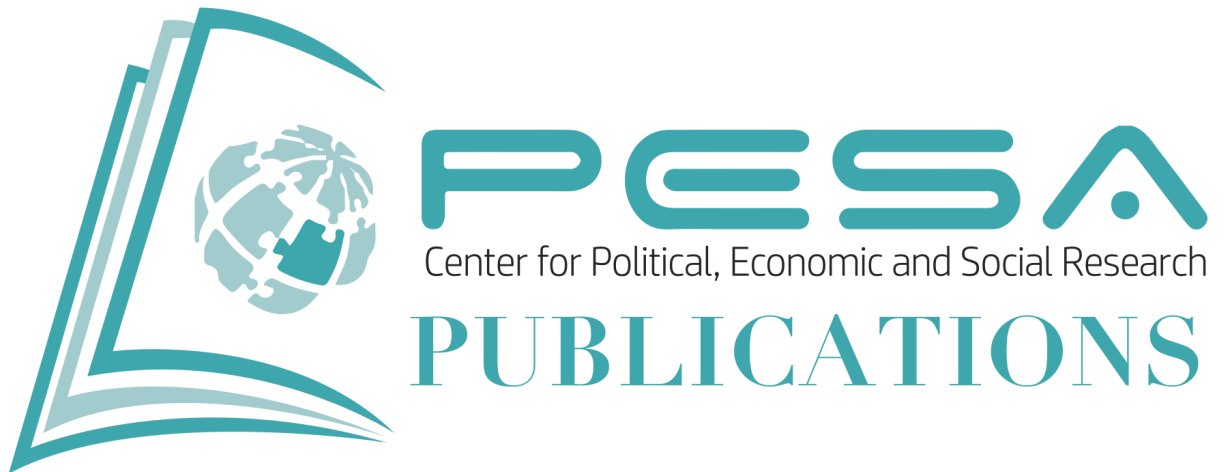 PESA
Center for Political, Economic and Social Research
PUBLICATIONS